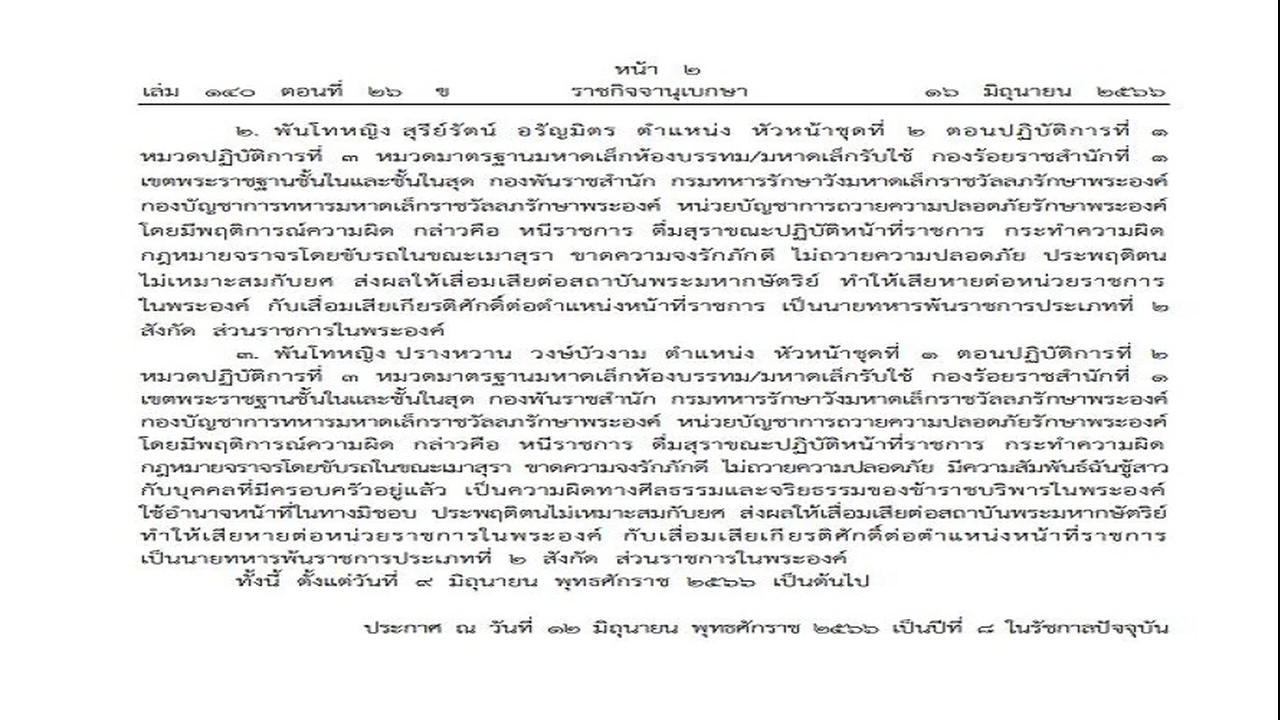 หน้า ๒
เล่ม ๑๔๐ ตอนที่ ๒๖ ข ราชกิจจานุเบกษา ๑๖ มิถุนายน ๒๕๖๖
๒. พันโทหญิง สุรีย์รัตน์ อรัญมิตร ตำแหน่ง หัวหน้าชุดที่ ๒ ตอนปฏิบัติการที่ ๑
หมวดปฏิบัติการที่ ๓ หมวดมาตรฐานมหาดเล็กห้องบรรทม/มหาดเล็กรับใช้ กองร้อยราชสำนักที่ ๑
เขตพระราชฐานชั้นในและชั้นในสุด กองพันราชสำนัก กรมทหารรักษาวังมหาดเล็กราชวัลลภรักษาพระองค์
กองบัญชาการทหารมหาดเล็กราชวัลลภรักษาพระองค์ หน่วยบัญชาการถวายความปลอดภัยรักษาพระองค์
โดยมีพฤติการณ์ความผิด กล่าวคือ หนีราชการ ดื่มสุราขณะปฏิบัติหน้าที่ราชการ กระทำความผิด
กฎหมายจราจรโดยขับรถในขณะเมาสุรา ขาดความจงรักภักดี ไม่ถวายความปลอดภัย ประพฤติตน
ไม่เหมาะสมกับยศ ส่งผลให้เสื่อมเสียต่อสถาบันพระมหากษัตริย์ ทำให้เสียหายต่อหน่วยราชการ
ในพระองค์ กับเสื่อมเสียเกียรติศักดิ์ต่อตำแหน่งหน้าที่ราชการ เป็นนายทหารพ้นราชการประเภทที่ ๒
สังกัด ส่วนราชการในพระองค์
๓. พันโทหญิง ปรางหวาน วงษ์บัวงาม ตำแหน่ง หัวหน้าชุดที่ ๑ ตอนปฏิบัติการที่ ๒
หมวดปฏิบัติการที่ ๓ หมวดมาตรฐานมหาดเล็กห้องบรรทม/มหาดเล็กรับใช้ กองร้อยราชสำนักที่ ๑
เขตพระราชฐานชั้นในและชั้นในสุด กองพันราชสำนัก กรมทหารรักษาวังมหาดเล็กราชวัลลภรักษาพระองค์
กองบัญชาการทหารมหาดเล็กราชวัลลภรักษาพระองค์ หน่วยบัญชาการถวายความปลอดภัยรักษาพระองค์
โดยมีพฤติการณ์ความผิด กล่าวคือ หนีราชการ ดื่มสุราขณะปฏิบัติหน้าที่ราชการ กระทำความผิด
กฎหมายจราจรโดยขับรถในขณะเมาสุรา ขาดความจงรักภักดี ไม่ถวายความปลอดภัย มีความสัมพันธ์ฉันชู้สาว
กับบุคคลที่มีครอบครัวอยู่แล้ว เป็นความผิดทางศีลธรรมและจริยธรรมของข้าราชบริพารในพระองค์
ใช้อำนาจหน้าที่ในทางมิชอบ ประพฤติตนไม่เหมาะสมกับยศ ส่งผลให้เสื่อมเสียต่อสถาบันพระมหากษัตริย์
ทำให้เสียหายต่อหน่วยราชการในพระองค์ กับเสื่อมเสียเกียรติศักดิ์ต่อตำแหน่งหน้าที่ราชการ
เป็นนายทหารพ้นราชการประเภทที่ ๒ สังกัด ส่วนราชการในพระองค์
ทั้งนี้ ตั้งแต่วันที่ ๙ มิถุนายน พุทธศักราช ๒๕๖๖ เป็นต้นไป
ประกาศ ณ วันที่ ๑๒ มิถุนายน พุทธศักราช ๒๕๖๖ เป็นปีที่ ๘ ในรัชกาลปัจจุบัน